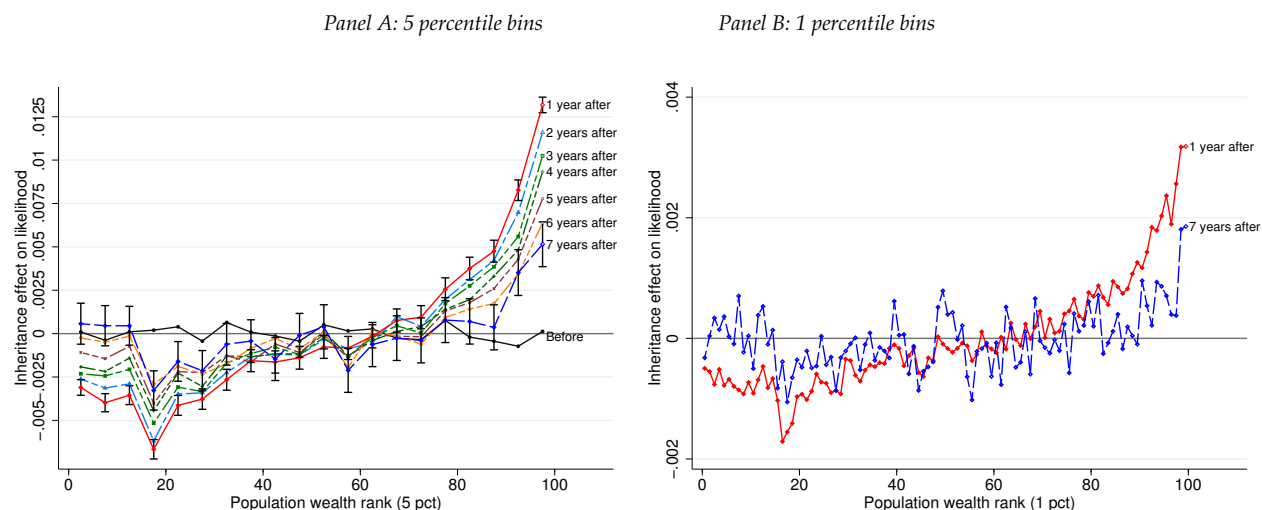 Panel A: 5 percentile bins
Inheritance effect on likelihood
.0125
.01
.0075
.005
.0025
0
-.0025
-.005
1 year after
2 years after
3 years after
4 years after
5 years after
6 years after
7 years after
Before
0
20
40
60
80
100
Population wealth rank (5 pct)
Panel B: 1 percentile bins
Inheritance effect on likelihood
.004
.002
0
-.002
1 year after
7 years after
0
20
40
60
80
100
Population wealth rank (1 pct)